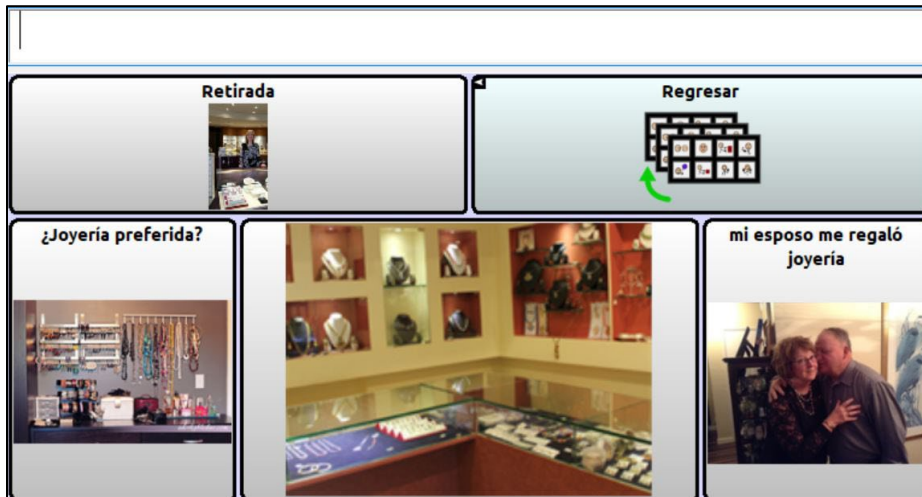 Retirada
Regresar
¿Joyería preferida?
mi esposo me regaló
joyería